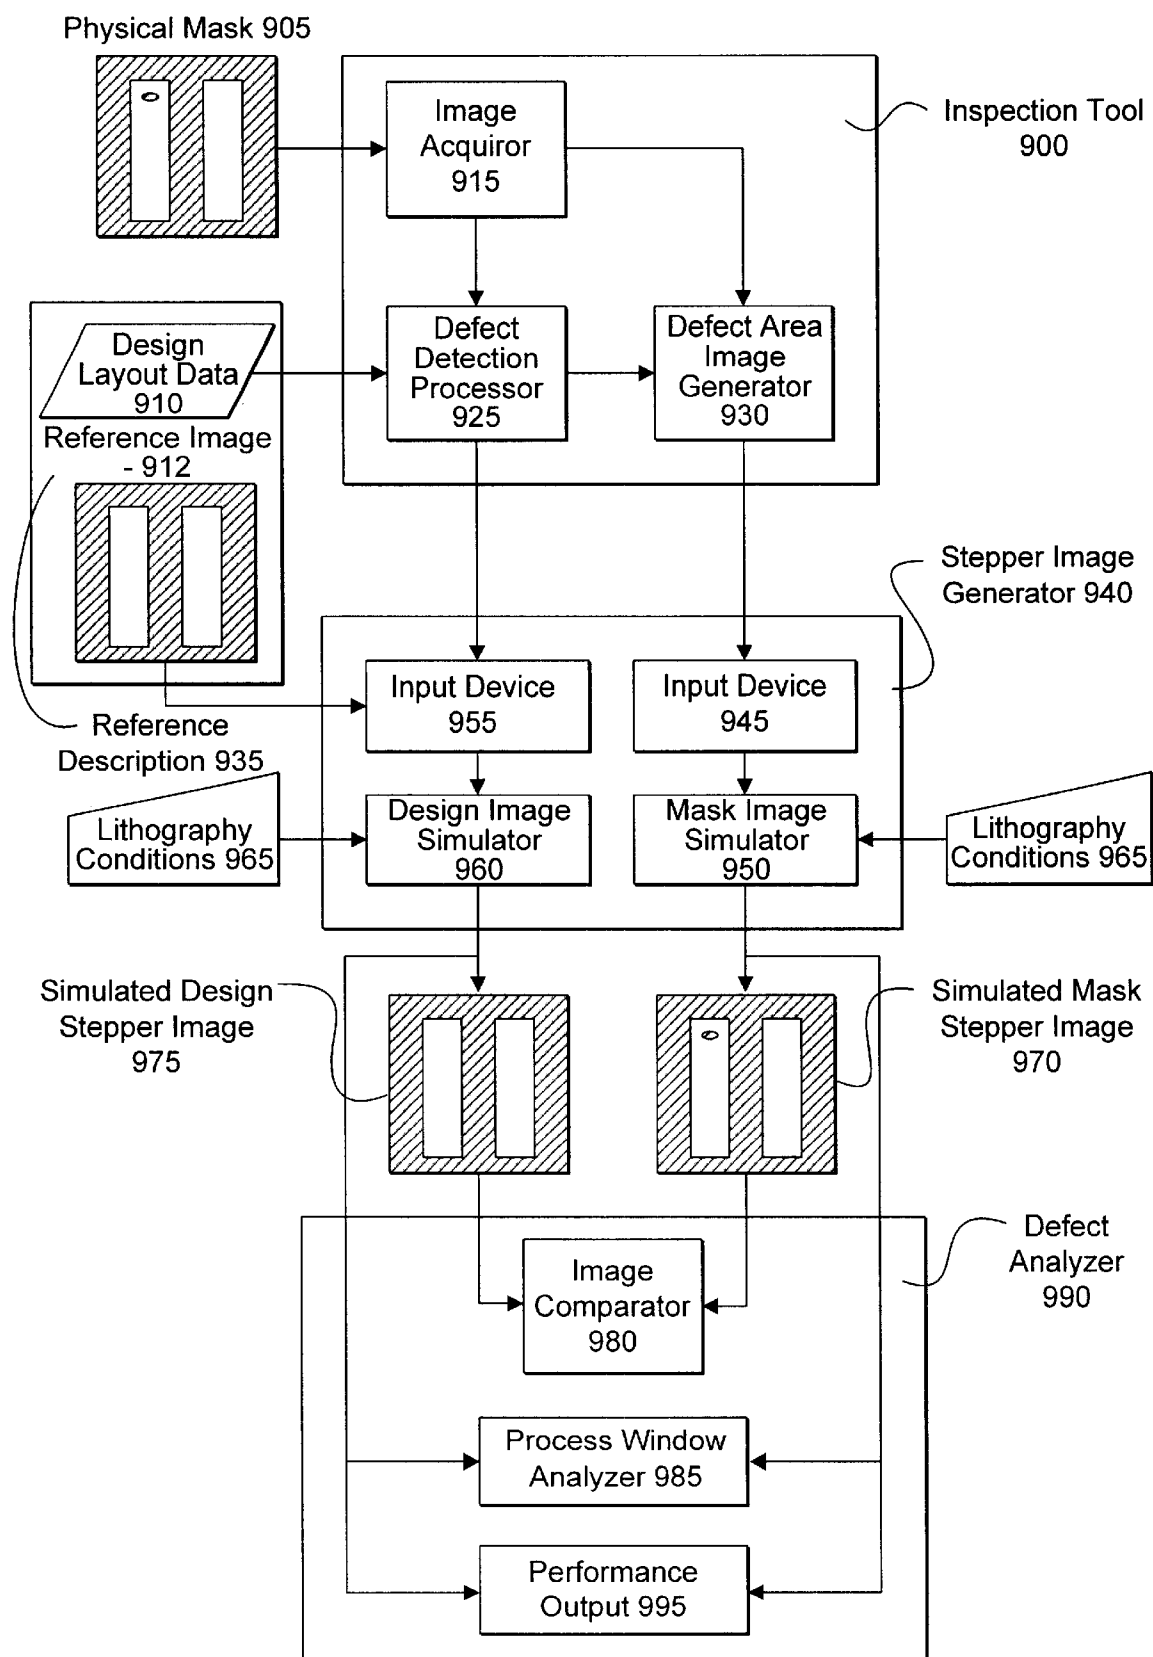 Physical Mask 905
Image
Acquiror
915
Inspection Tool
900
Design
Layout Data
910
Defect
Detection
Processor
925
Defect Area
Image
Generator
930
Reference Image
- 912
Stepper Image
Generator 940
Input Device
955
Input Device
945
Reference
Description 935
Lithography
Conditions 965
Design Image
Simulator
960
Mask Image
Simulator
950
Lithography
Conditions 965
Simulated Design
Stepper Image
975
Simulated Mask
Stepper Image
970
Image
Comparator
980
Defect
Analyzer
990
Process Window
Analyzer 985
Performance
Output 995